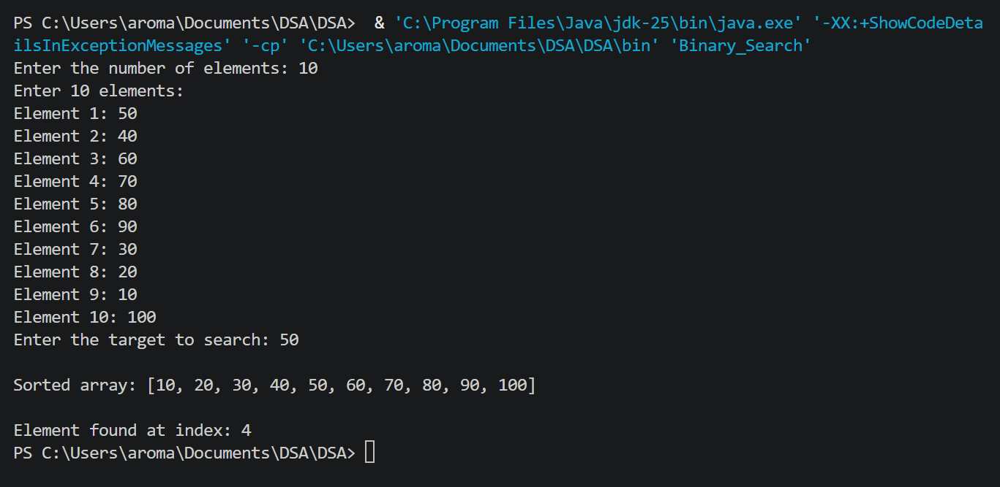 PS C:\Users\aroma\Documents\DSA\DSA>  & 'C:\Program Files\Java\jdk-25\bin\java.exe' '-XX:+ShowCodeDeta
ilsInExceptionMessages' '-cp' 'C:\Users\aroma\Documents\DSA\DSA\bin' 'Binary_Search'
Enter the number of elements: 10
Enter 10 elements:
Element 1: 50
Element 2: 40
Element 3: 60
Element 4: 70
Element 5: 80
Element 6: 90
Element 7: 30
Element 8: 20
Element 9: 10
Element 10: 100
Enter the target to search: 50
Sorted array: [10, 20, 30, 40, 50, 60, 70, 80, 90, 100]
Element found at index: 4
PS C:\Users\aroma\Documents\DSA\DSA>